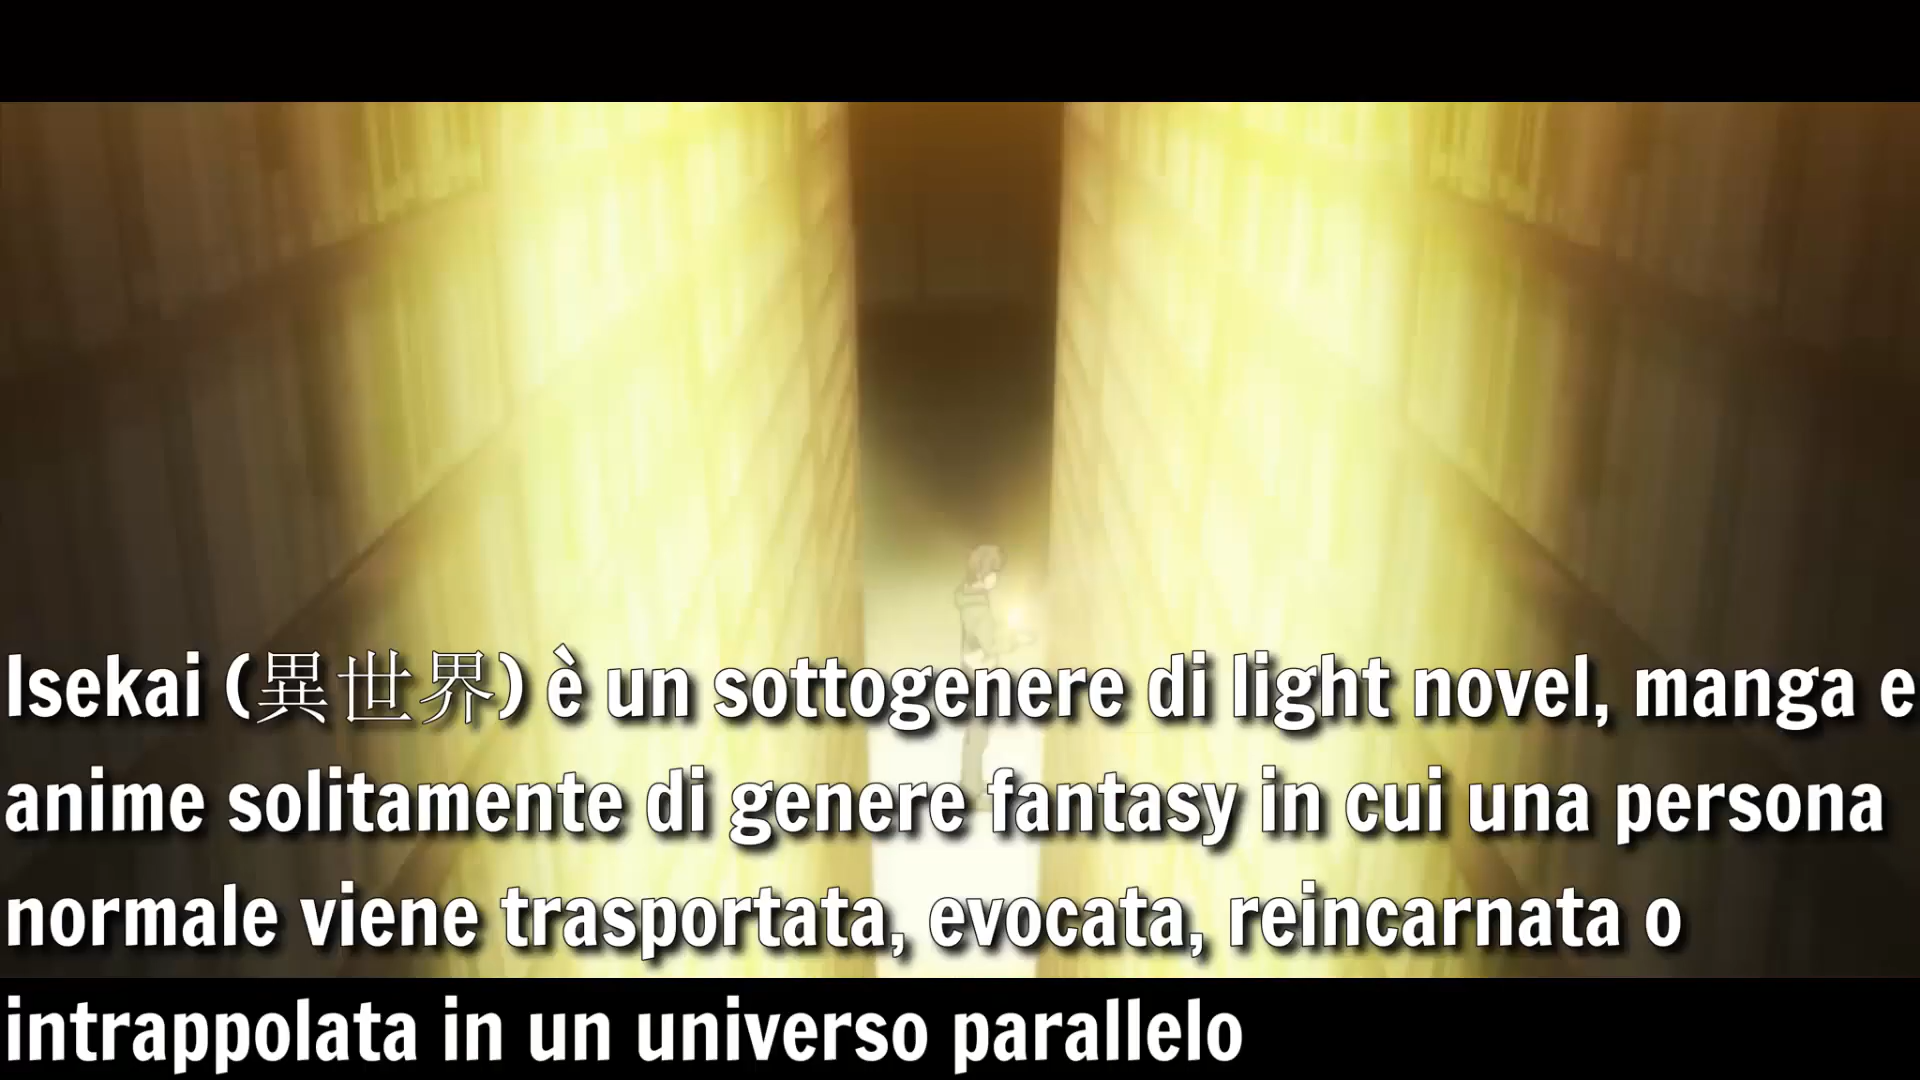 Isekai (異世界) è un sottogenere di light novel, manga e
anime solitamente di genere fantasy in cui una persona
normale viene trasportata, evocata, reincarnata o
intrappolata in un universo parallelo